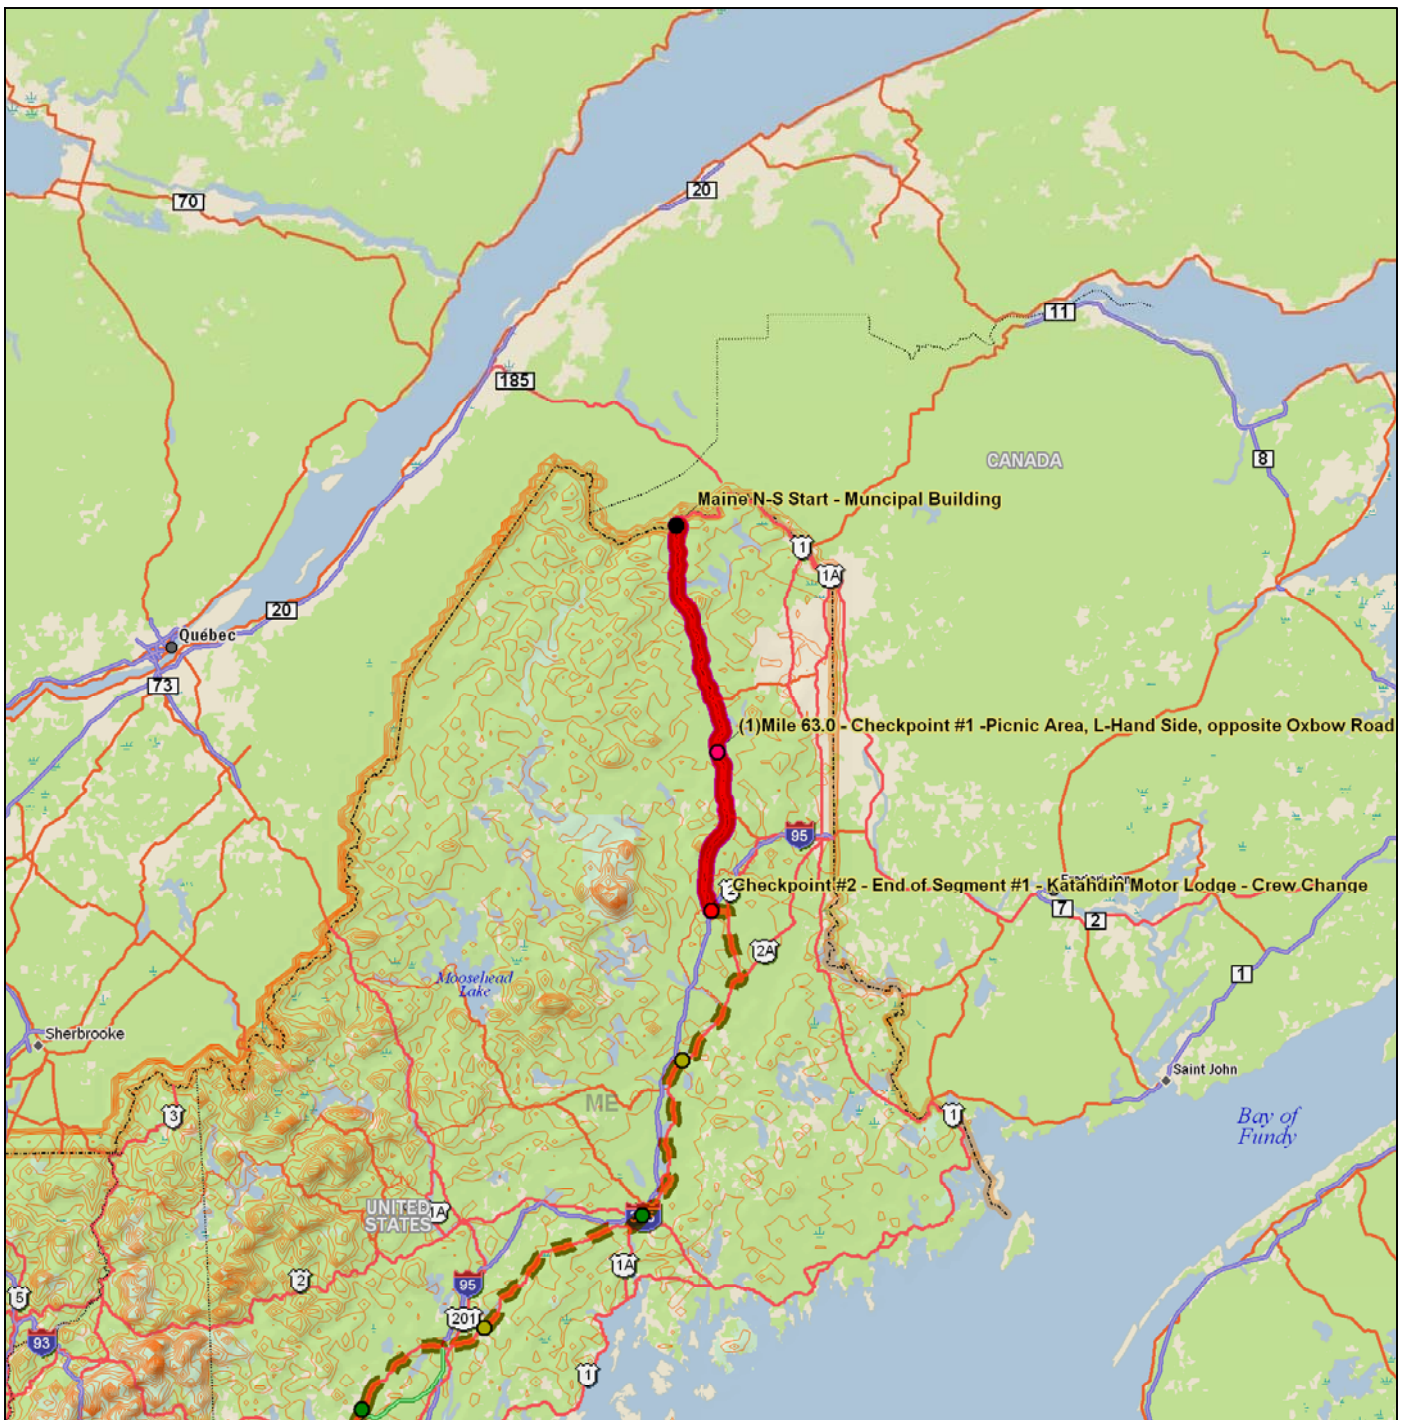 70
20
11
185
8
CANADA
Maine N-S Start - Muncipal Building
1
1A
20
Québec
73
(1)Mile 63.0 - Checkpoint #1 -Picnic Area, L-Hand Side, opposite Oxbow Road
95
2
Checkpoint #2 - End of Segment #1 - Katahdin Motor Lodge - Crew Change
7
2
2A
1
Moosehead
Lake
Sherbrooke
Saint John
ME
3
1
Bay of
Fundy
UNITED
STATES
1A
1A
2
95
5
201
93
1